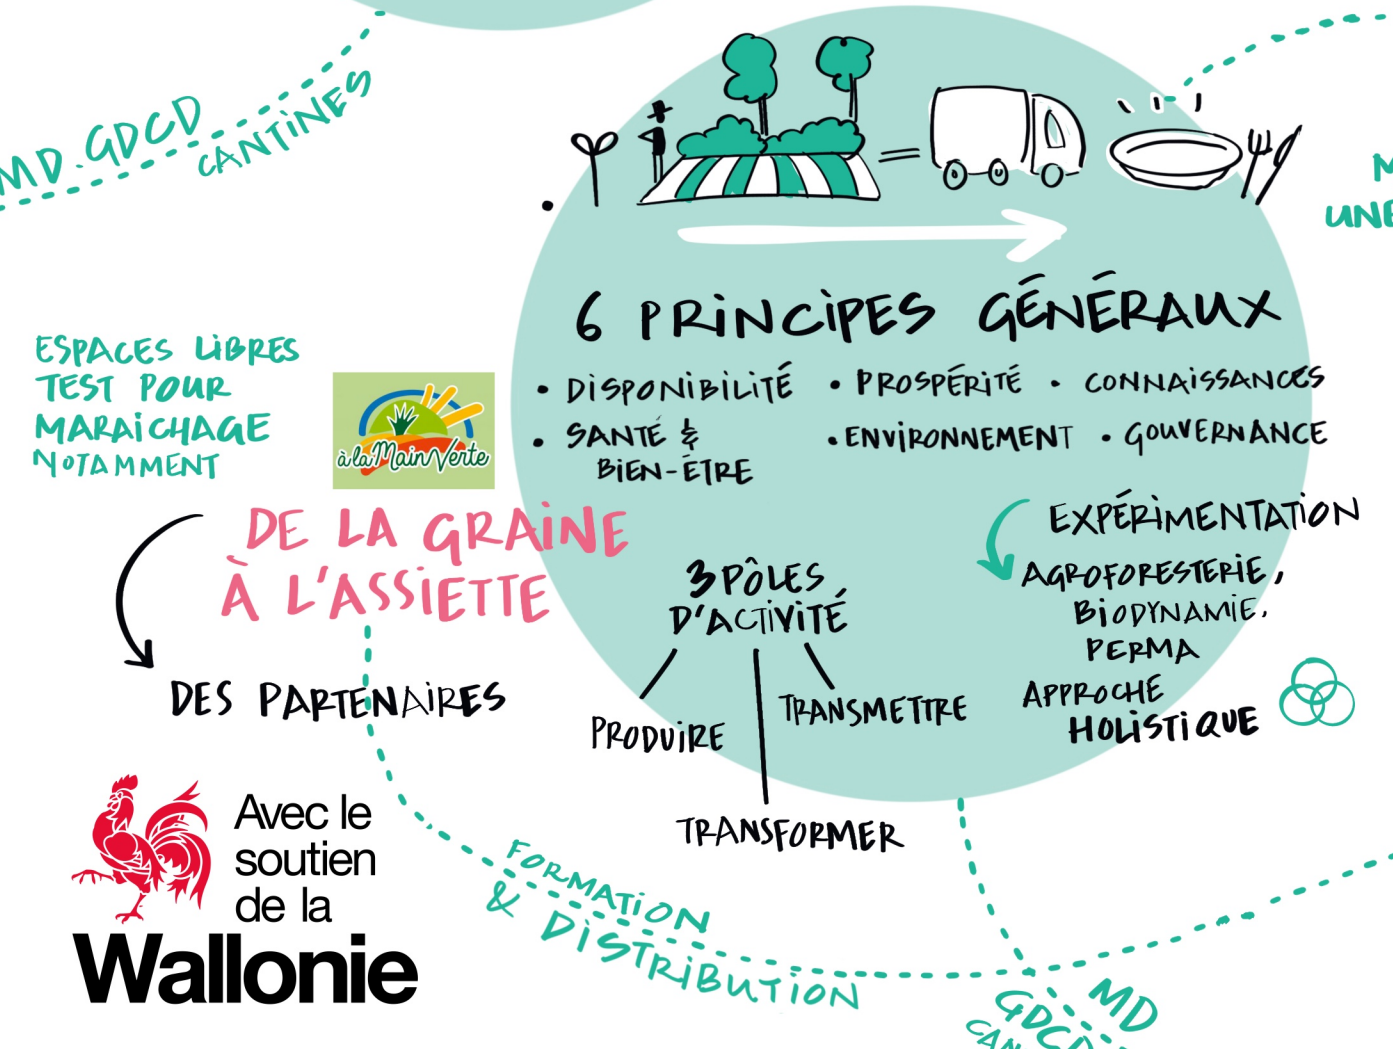 MD. GDCD
CANTINES
M
UNE
6 PRINCIPES GÉNÉRAUX
• DISPONIBILITÉ • PROSPÉRITÉ • CONNAISSANCES
• SANTÉ & • ENVIRONNEMENT • GOUVERNANCE
BIEN-ÊTRE
ESPACES LIBRES
TEST POUR
MARAICHAGE
NOTAMMENT
à la Main Verte
DE LA GRAINE
À L'ASSIETTE
DES PARTENAIRES
3 PÔLES
D'ACTIVITÉ
PRODUIRE
TRANSMETTRE
TRANSFORMER
EXPÉRIMENTATION
AGROFORESTERIE,
BIODYNAMIE.
PERMA
APPROCHE
HOLISTIQUE
Avec le
soutien
de la
Wallonie
FORMATION
& DISTRIBUTION
MD
GDCD
CAN